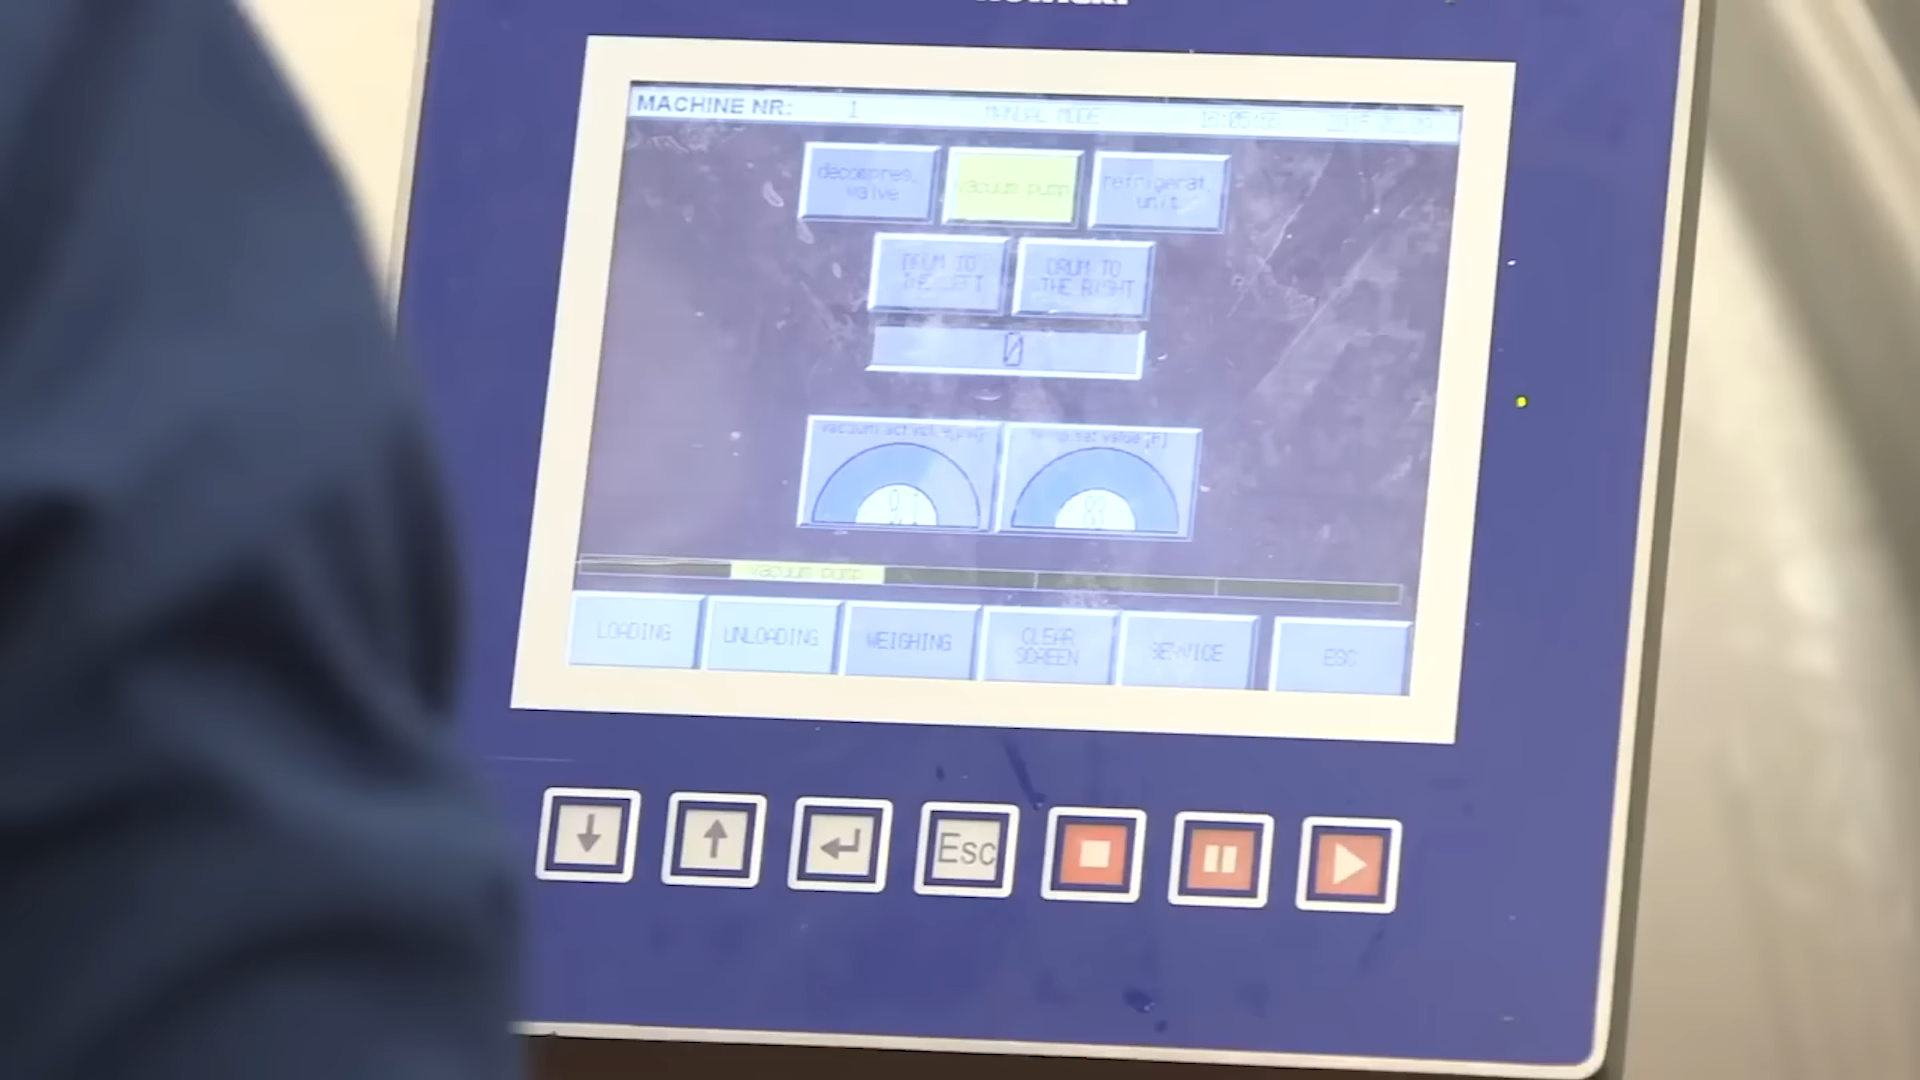 MACHINE NR: 1 MANUAL MODE
decompres. valve
vacuum pump
refrigerat. unit
DRUM TO THE LEFT
DRUM TO THE RIGHT
0
83
vacuum pump
LOADING
UNLOADING
WEIGHING
CLEAR SCREEN
SERVICE
ESC
Esc